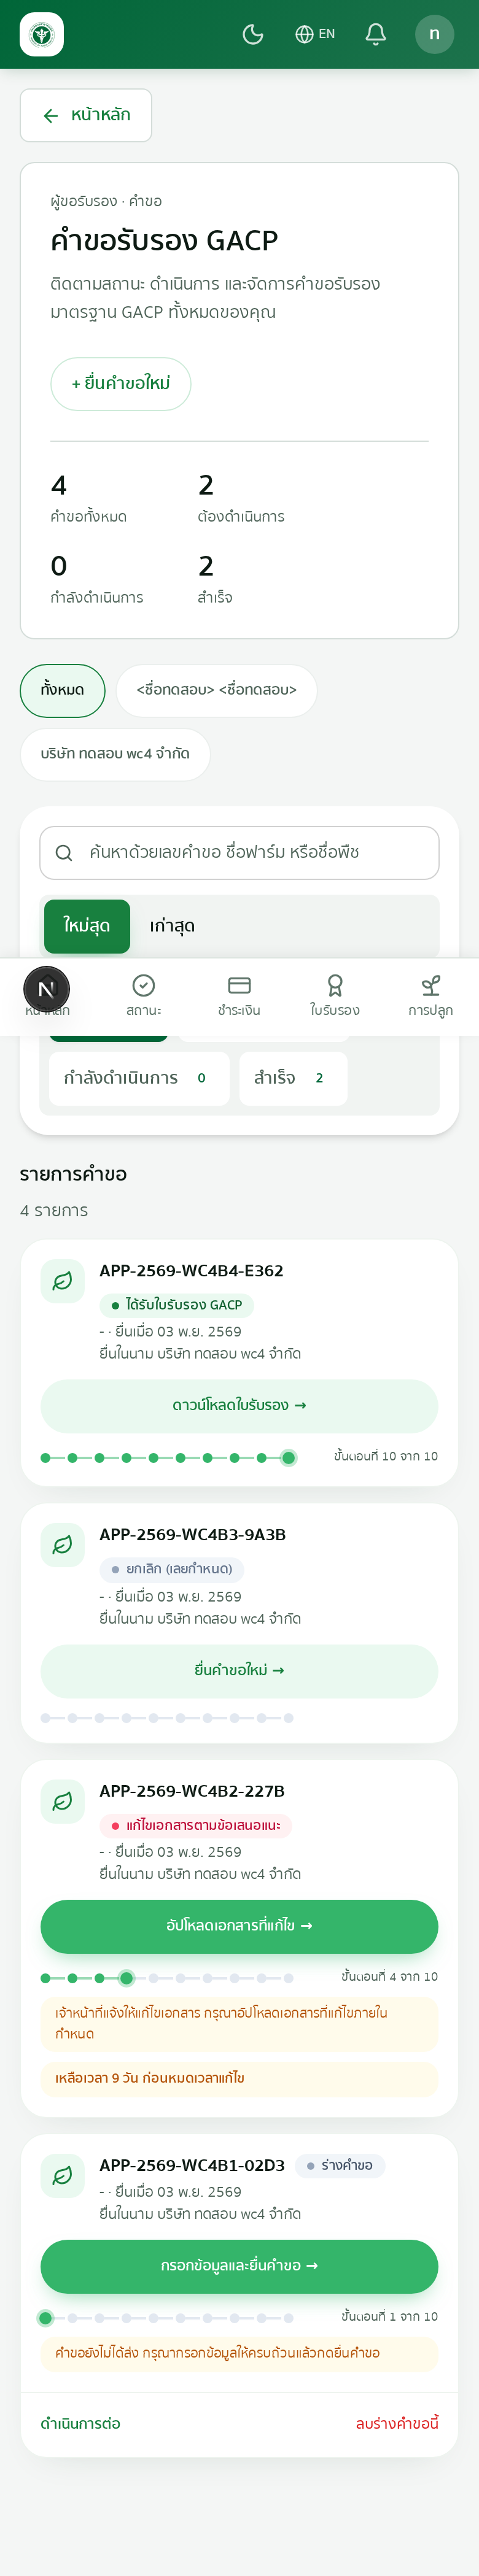 EN
ก
← หน้าหลัก
ผู้ขอรับรอง · คำขอ
คำขอรับรอง GACP
ติดตามสถานะ ดำเนินการ และจัดการคำขอรับรอง
มาตรฐาน GACP ทั้งหมดของคุณ
+ ยื่นคำขอใหม่
4 2
คำขอทั้งหมด ต้องดำเนินการ
0 2
กำลังดำเนินการ สำเร็จ
ทั้งหมด <ชื่อทดสอบ> <ชื่อทดสอบ>
บริษัท ทดสอบ wc4 จำกัด
ค้นหาด้วยเลขคำขอ ชื่อฟาร์ม หรือชื่อพืช
ใหม่สุด เก่าสุด
N
หน้าหลัก สถานะ ชำระเงิน ใบรับรอง การปลูก
กำลังดำเนินการ 0 สำเร็จ 2
รายการคำขอ
4 รายการ
APP-2569-WC4B4-E362
ได้รับใบรับรอง GACP
- · ยื่นเมื่อ 03 พ.ย. 2569
ยื่นในนาม บริษัท ทดสอบ wc4 จำกัด
ดาวน์โหลดใบรับรอง →
ขั้นตอนที่ 10 จาก 10
APP-2569-WC4B3-9A3B
ยกเลิก (เลยกำหนด)
- · ยื่นเมื่อ 03 พ.ย. 2569
ยื่นในนาม บริษัท ทดสอบ wc4 จำกัด
ยื่นคำขอใหม่ →
APP-2569-WC4B2-227B
แก้ไขเอกสารตามข้อเสนอแนะ
- · ยื่นเมื่อ 03 พ.ย. 2569
ยื่นในนาม บริษัท ทดสอบ wc4 จำกัด
อัปโหลดเอกสารที่แก้ไข →
ขั้นตอนที่ 4 จาก 10
เจ้าหน้าที่แจ้งให้แก้ไขเอกสาร กรุณาอัปโหลดเอกสารที่แก้ไขภายใน
กำหนด
เหลือเวลา 9 วัน ก่อนหมดเวลาแก้ไข
APP-2569-WC4B1-02D3 ร่างคำขอ
- · ยื่นเมื่อ 03 พ.ย. 2569
ยื่นในนาม บริษัท ทดสอบ wc4 จำกัด
กรอกข้อมูลและยื่นคำขอ →
ขั้นตอนที่ 1 จาก 10
คำขอยังไม่ได้ส่ง กรุณากรอกข้อมูลให้ครบถ้วนแล้วกดยื่นคำขอ
ดำเนินการต่อ ลบร่างคำขอนี้